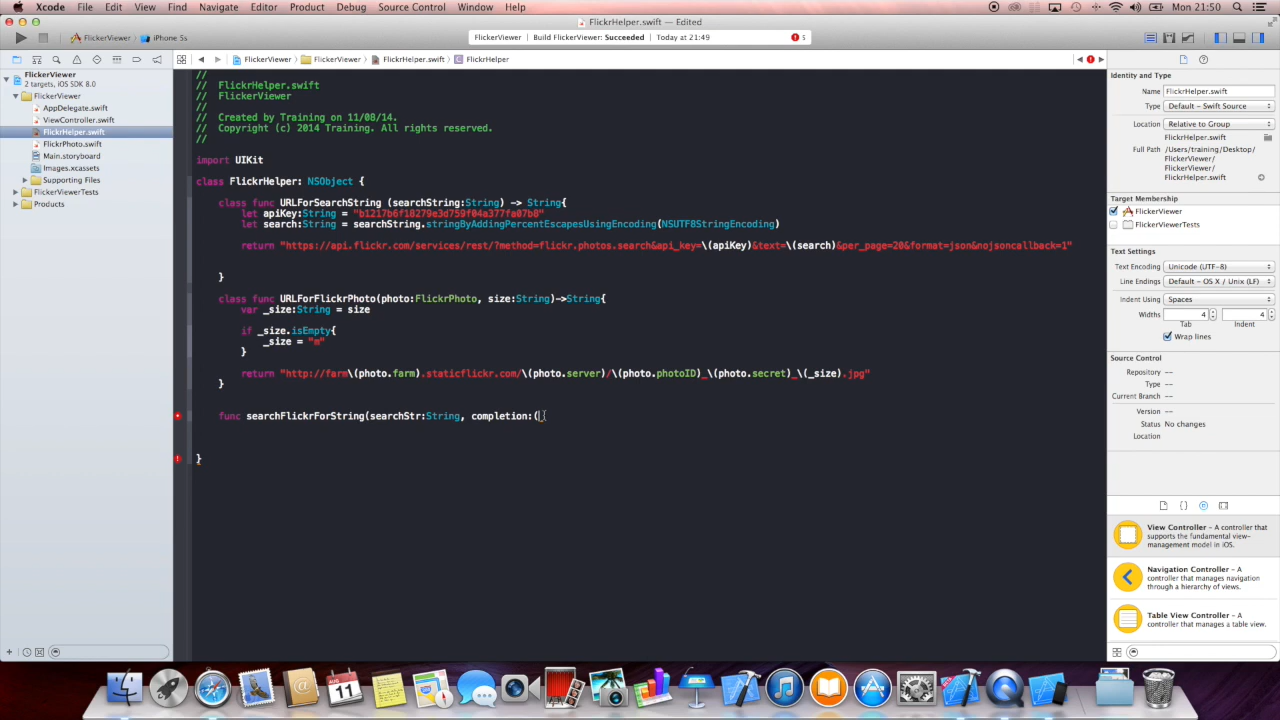 Xcode File Edit View Find Navigate Editor Product Debug Source Control Window Help Mon 21:50
FlickrHelper.swift — Edited
FlickerViewer iPhone 5s
FlickerViewer Build FlickerViewer: Succeeded Today at 21:49 5
FlickerViewer FlickerViewer FlickrHelper.swift FlickrHelper
FlickerViewer
2 targets, iOS SDK 8.0
FlickerViewer
AppDelegate.swift
ViewController.swift
FlickrHelper.swift
FlickrPhoto.swift
Main.storyboard
Images.xcassets
Supporting Files
FlickerViewerTests
Products
//
// FlickrHelper.swift
// FlickerViewer
//
// Created by Training on 11/08/14.
// Copyright (c) 2014 Training. All rights reserved.
//
import UIKit
class FlickrHelper: NSObject {
class func URLForSearchString (searchString:String) -> String{
let apiKey:String = "b1217b6f18279e3d759f04a377fa07b8"
let search:String = searchString.stringByAddingPercentEscapesUsingEncoding(NSUTF8StringEncoding)
return "https://api.flickr.com/services/rest/?method=flickr.photos.search&api_key=\(apiKey)&text=\(search)&per_page=20&format=json&nojsoncallback=1"
}
class func URLForFlickrPhoto(photo:FlickrPhoto, size:String)->String{
var _size:String = size
if _size.isEmpty{
_size = "m"
}
return "http://farm\(photo.farm).staticflickr.com/\(photo.server)/\(photo.photoID)_\(photo.secret)_\(_size).jpg"
}
func searchFlickrForString(searchStr:String, completion:(
}
Identity and Type
Name FlickrHelper.swift
Type Default - Swift Source
Location Relative to Group
FlickrHelper.swift
Full Path /Users/training/Desktop/
FlickerViewer/
FlickerViewer/
FlickrHelper.swift
Target Membership
FlickerViewer
FlickerViewerTests
Text Settings
Text Encoding Unicode (UTF-8)
Line Endings Default - OS X / Unix (LF)
Indent Using Spaces
Widths 4 4
Tab Indent
Wrap lines
Source Control
Repository --
Type --
Current Branch --
Version --
Status No changes
Location
View Controller - A controller that
supports the fundamental view-
management model in iOS.
Navigation Controller - A
controller that manages navigation
through a hierarchy of views.
Table View Controller - A
controller that manages a table view.
AUG
11